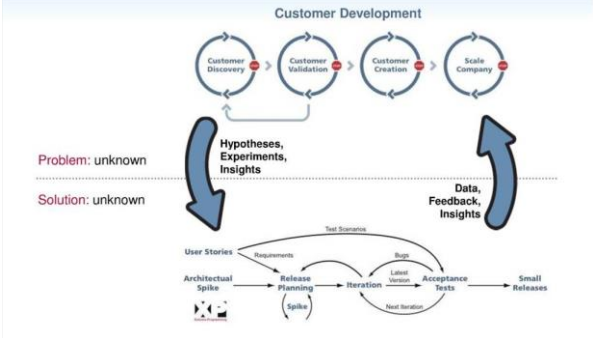 Customer Development
Customer
Discovery
Customer
Validation
Customer
Creation
Scale
Company
Hypotheses,
Experiments,
Insights
Problem: unknown
Solution: unknown
Data,
Feedback,
Insights
Test Scenarios
User Stories
Requirements
Bugs
Architectual
Spike
Release
Planning
Iteration
Latest
Version
Acceptance
Tests
Small
Releases
Spike
Next Iteration
XP